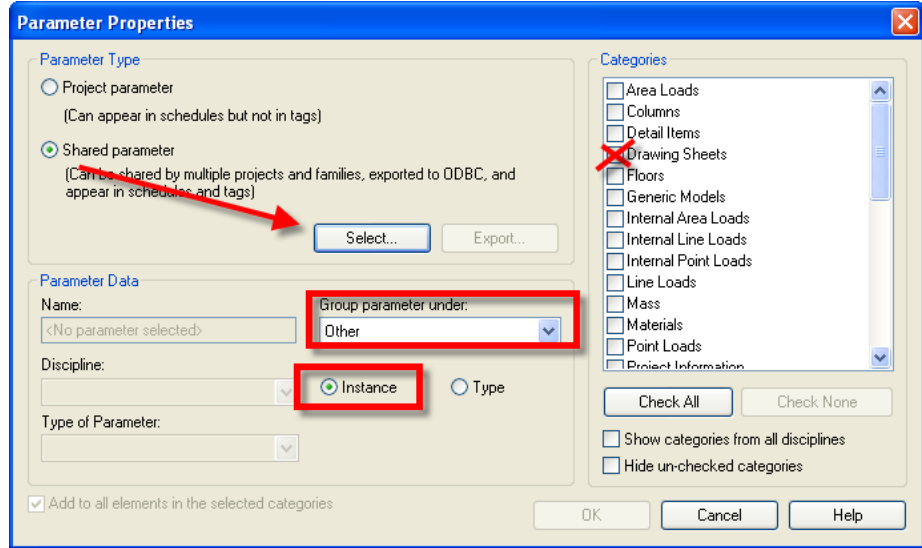 Parameter Properties
Parameter Type
Project parameter
(Can appear in schedules but not in tags)
Shared parameter
(Can be shared by multiple projects and families, exported to ODBC, and
appear in schedules and tags)
Select...
Export...
Parameter Data
Name:
<No parameter selected>
Group parameter under:
Other
Discipline:
Instance
Type
Type of Parameter:
Add to all elements in the selected categories
Categories
Area Loads
Columns
Detail Items
Drawing Sheets
Floors
Generic Models
Internal Area Loads
Internal Line Loads
Internal Point Loads
Line Loads
Mass
Materials
Point Loads
Project Information
Check All
Check None
Show categories from all disciplines
Hide un-checked categories
OK
Cancel
Help